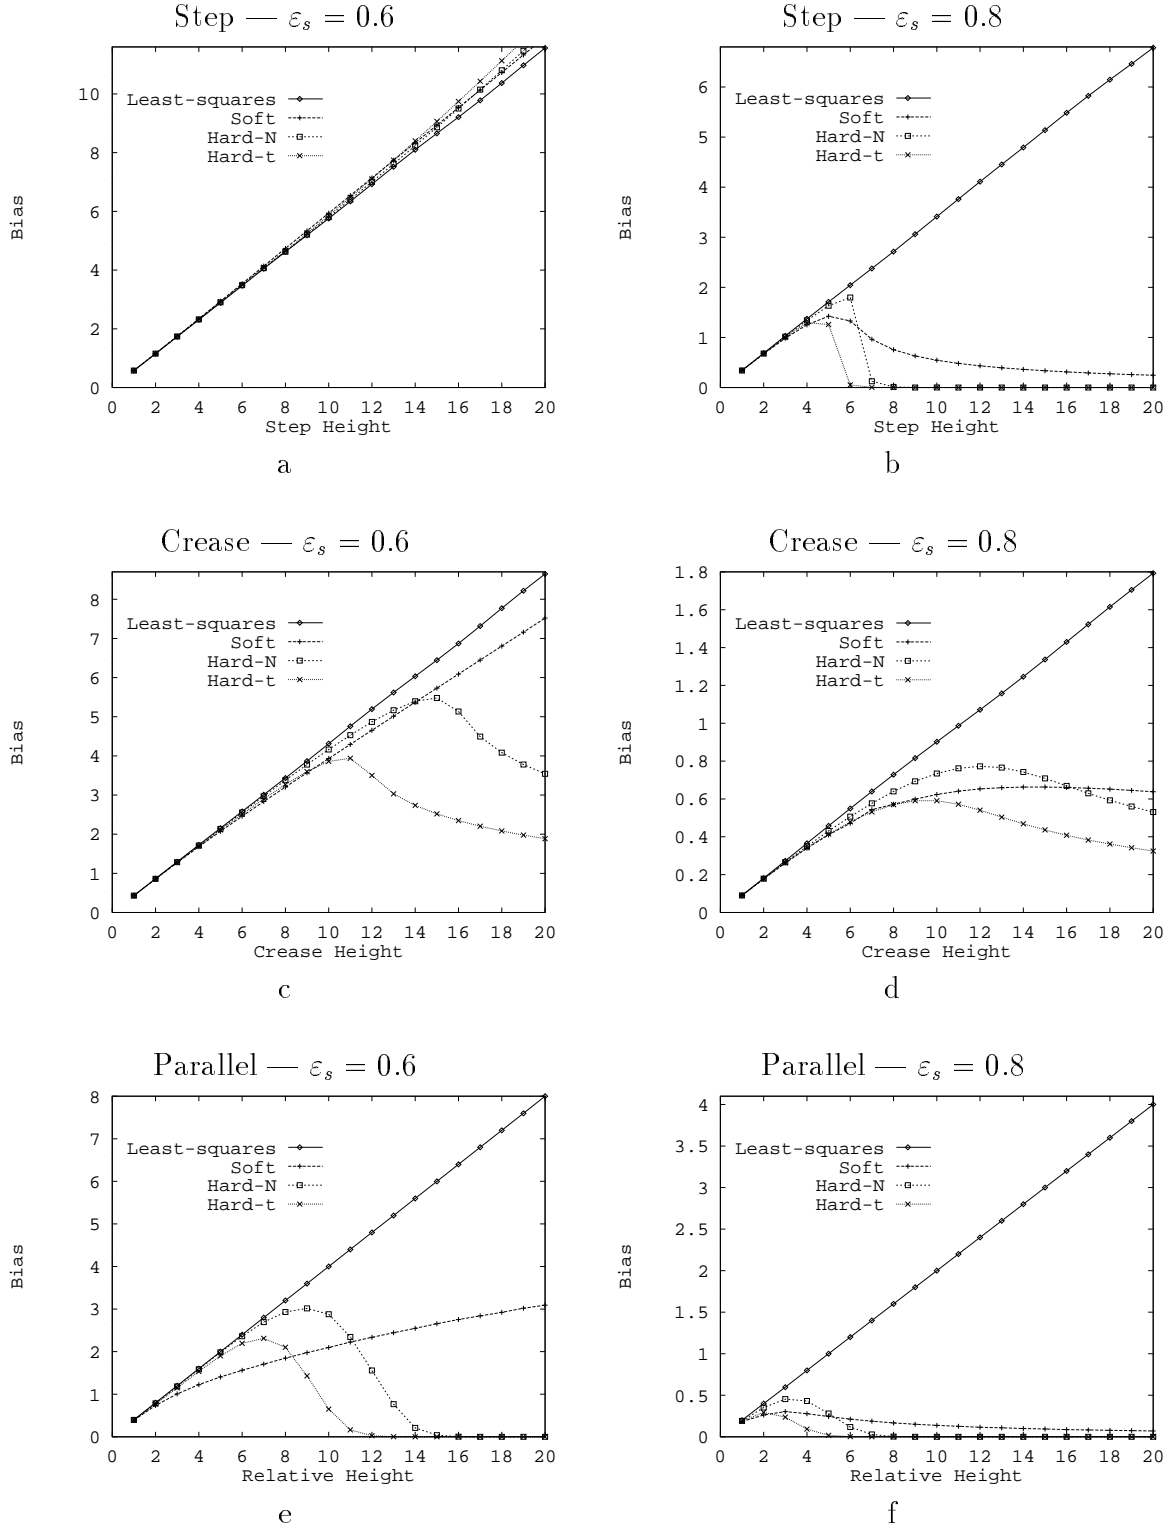 Step — εs = 0.6
10
8
6
4
2
0
Bias
Least-squares
Soft
Hard-N
Hard-t
0 2 4 6 8 10 12 14 16 18 20
Step Height
a
Step — εs = 0.8
6
5
4
3
2
1
0
Bias
Least-squares
Soft
Hard-N
Hard-t
0 2 4 6 8 10 12 14 16 18 20
Step Height
b
Crease — εs = 0.6
8
7
6
5
4
3
2
1
0
Bias
Least-squares
Soft
Hard-N
Hard-t
0 2 4 6 8 10 12 14 16 18 20
Crease Height
c
Crease — εs = 0.8
1.8
1.6
1.4
1.2
1
0.8
0.6
0.4
0.2
0
Bias
Least-squares
Soft
Hard-N
Hard-t
0 2 4 6 8 10 12 14 16 18 20
Crease Height
d
Parallel — εs = 0.6
8
7
6
5
4
3
2
1
0
Bias
Least-squares
Soft
Hard-N
Hard-t
0 2 4 6 8 10 12 14 16 18 20
Relative Height
e
Parallel — εs = 0.8
4
3.5
3
2.5
2
1.5
1
0.5
0
Bias
Least-squares
Soft
Hard-N
Hard-t
0 2 4 6 8 10 12 14 16 18 20
Relative Height
f